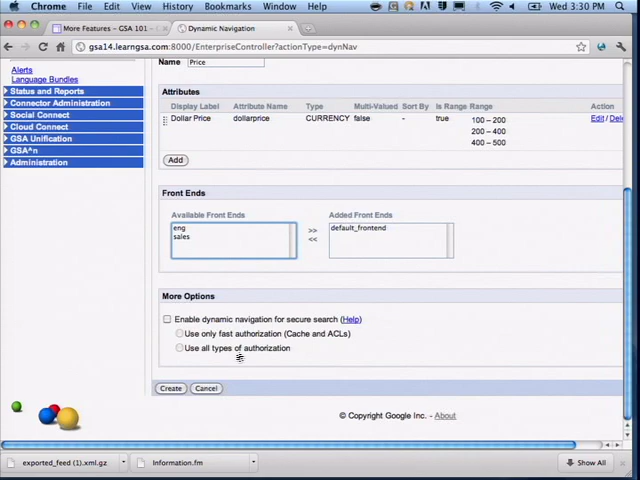 Chrome File Edit View History Bookmarks Window Help Wed 3:30 PM
More Features – GSA 101 –
Dynamic Navigation
gsa14.learngsa.com:8000/EnterpriseController?actionType=dynNav
Alerts
Language Bundles
Status and Reports
Connector Administration
Social Connect
Cloud Connect
GSA Unification
GSA^n
Administration
Name Price
Attributes
Display Label Attribute Name Type Multi-Valued Sort By Is Range Range Action
Dollar Price dollarprice CURRENCY false - true 100 – 200 Edit / Dele
200 – 400
400 – 500
Add
Front Ends
Available Front Ends Added Front Ends
eng >> default_frontend
sales <<
More Options
Enable dynamic navigation for secure search (Help)
Use only fast authorization (Cache and ACLs)
Use all types of authorization
Create Cancel
© Copyright Google Inc. - About
exported_feed (1).xml.gz Information.fm Show All